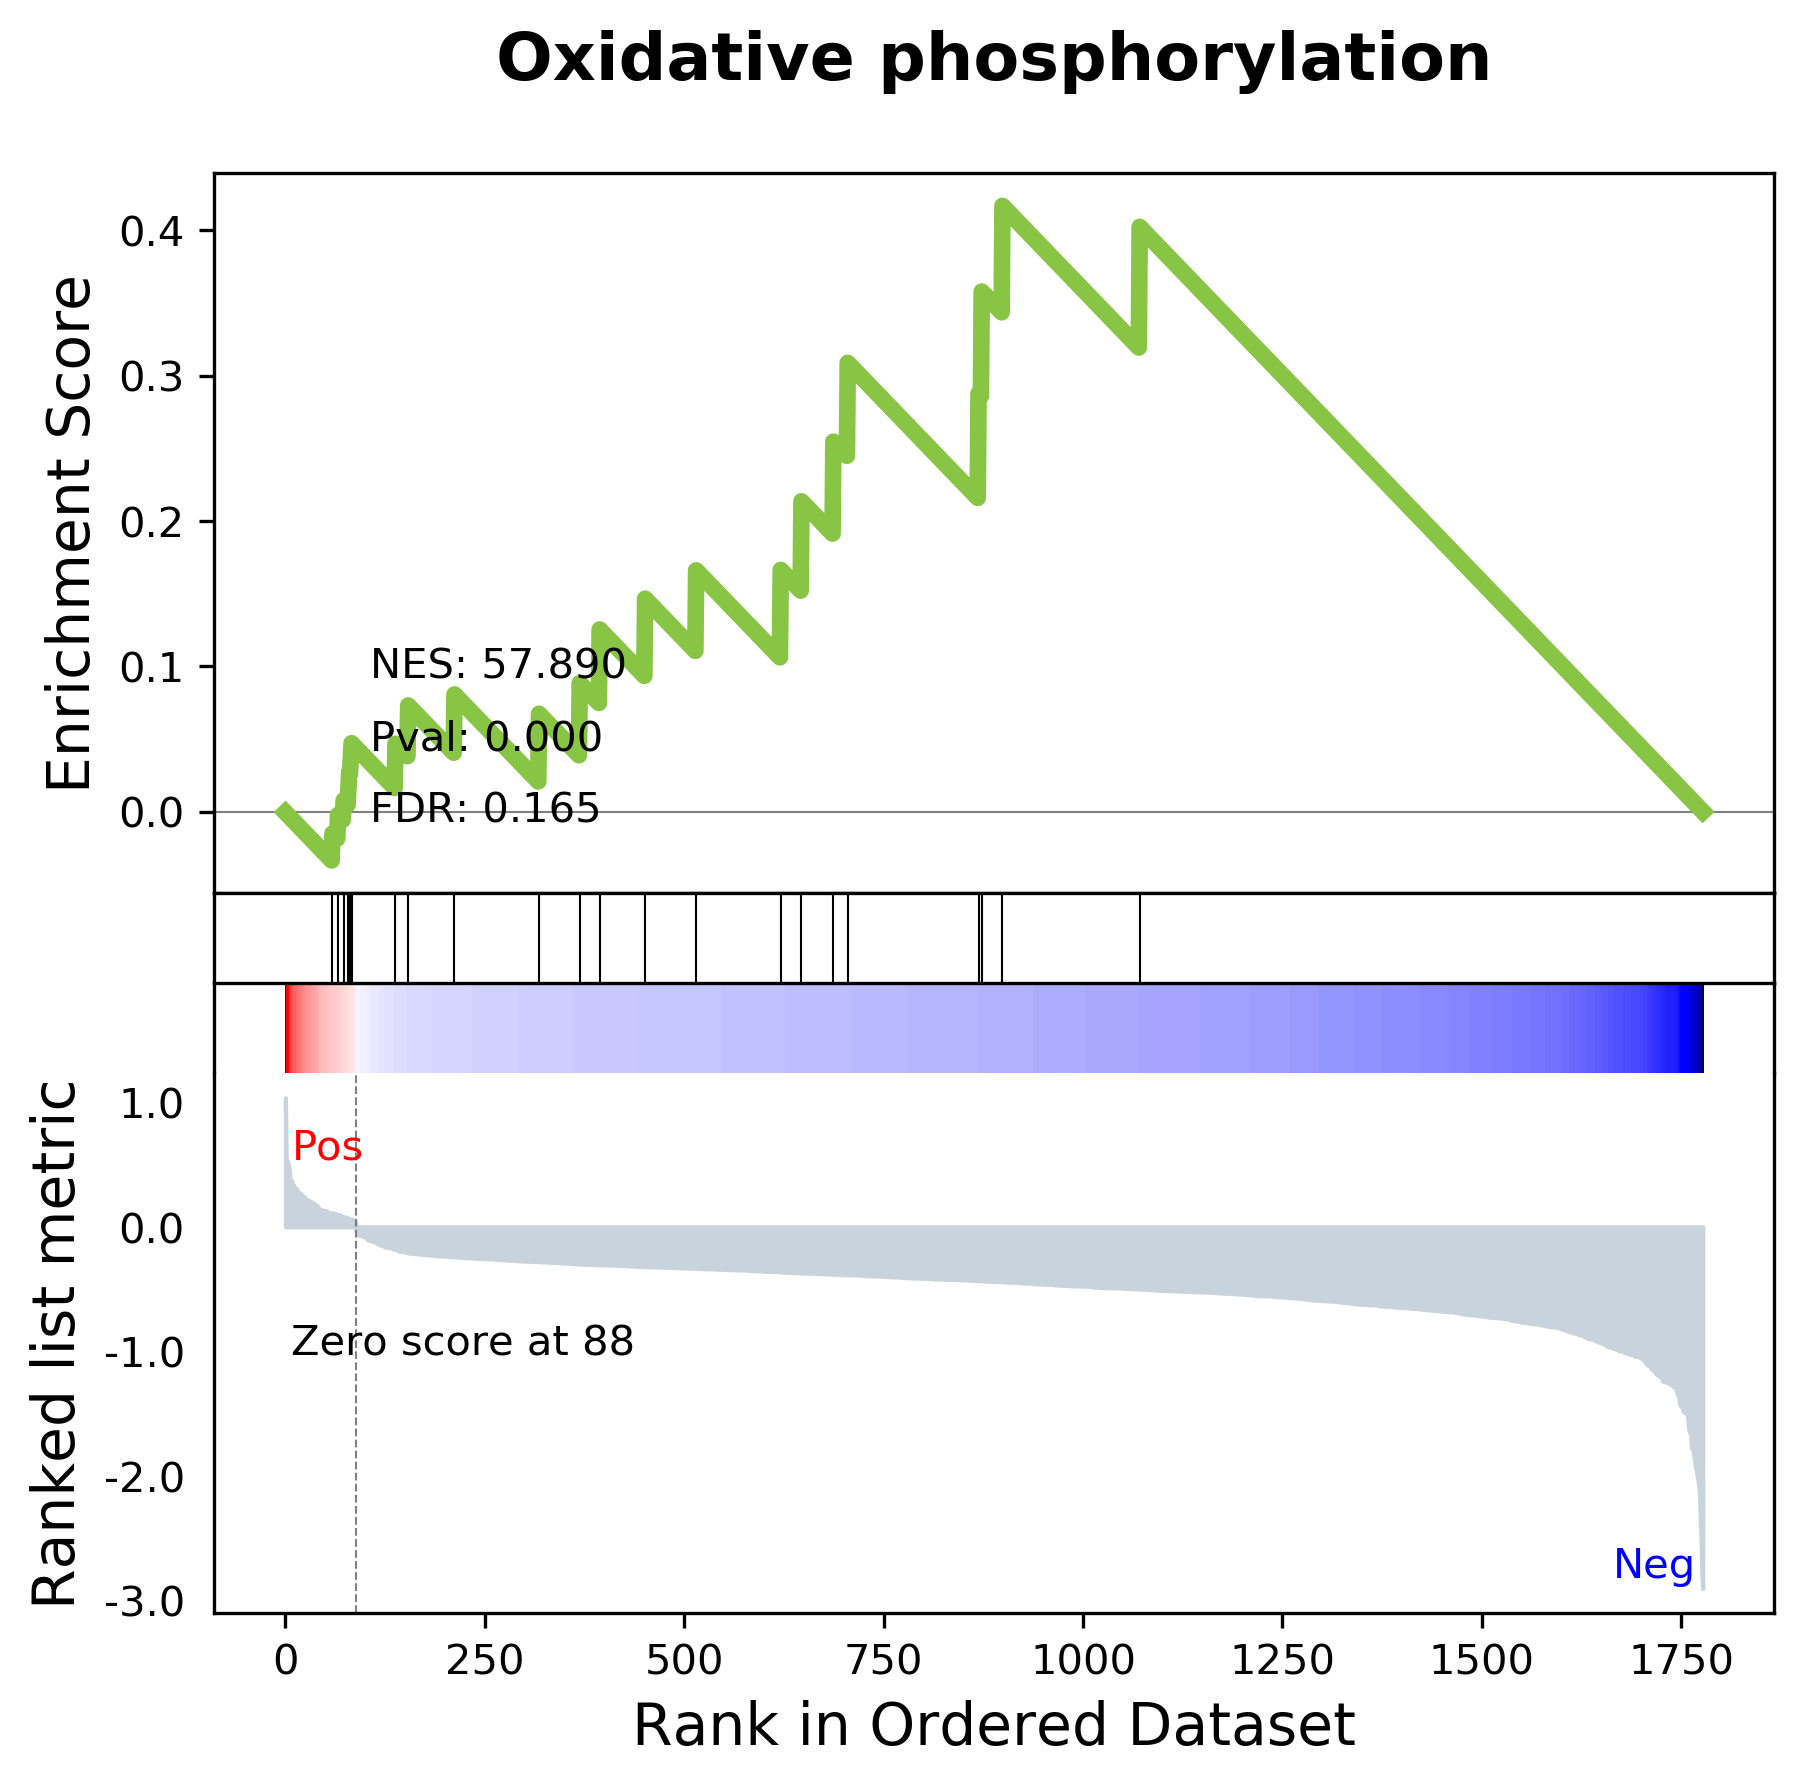 Oxidative phosphorylation
Enrichment Score
0.4
0.3
0.2
0.1
0.0
NES: 57.890
Pval: 0.000
FDR: 0.165
Ranked list metric
1.0
0.0
-1.0
-2.0
-3.0
Pos
Zero score at 88
Neg
0 250 500 750 1000 1250 1500 1750
Rank in Ordered Dataset